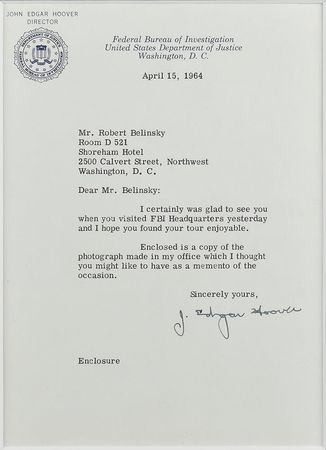 JOHN EDGAR HOOVER
DIRECTOR
Federal Bureau of Investigation
United States Department of Justice
Washington, D. C.
April 15, 1964
Mr. Robert Belinsky
Room D 521
Shoreham Hotel
2500 Calvert Street, Northwest
Washington, D. C.
Dear Mr. Belinsky:
I certainly was glad to see you
when you visited FBI Headquarters yesterday
and I hope you found your tour enjoyable.
Enclosed is a copy of the
photograph made in my office which I thought
you might like to have as a memento of the
occasion.
Sincerely yours,
J. Edgar Hoover
Enclosure